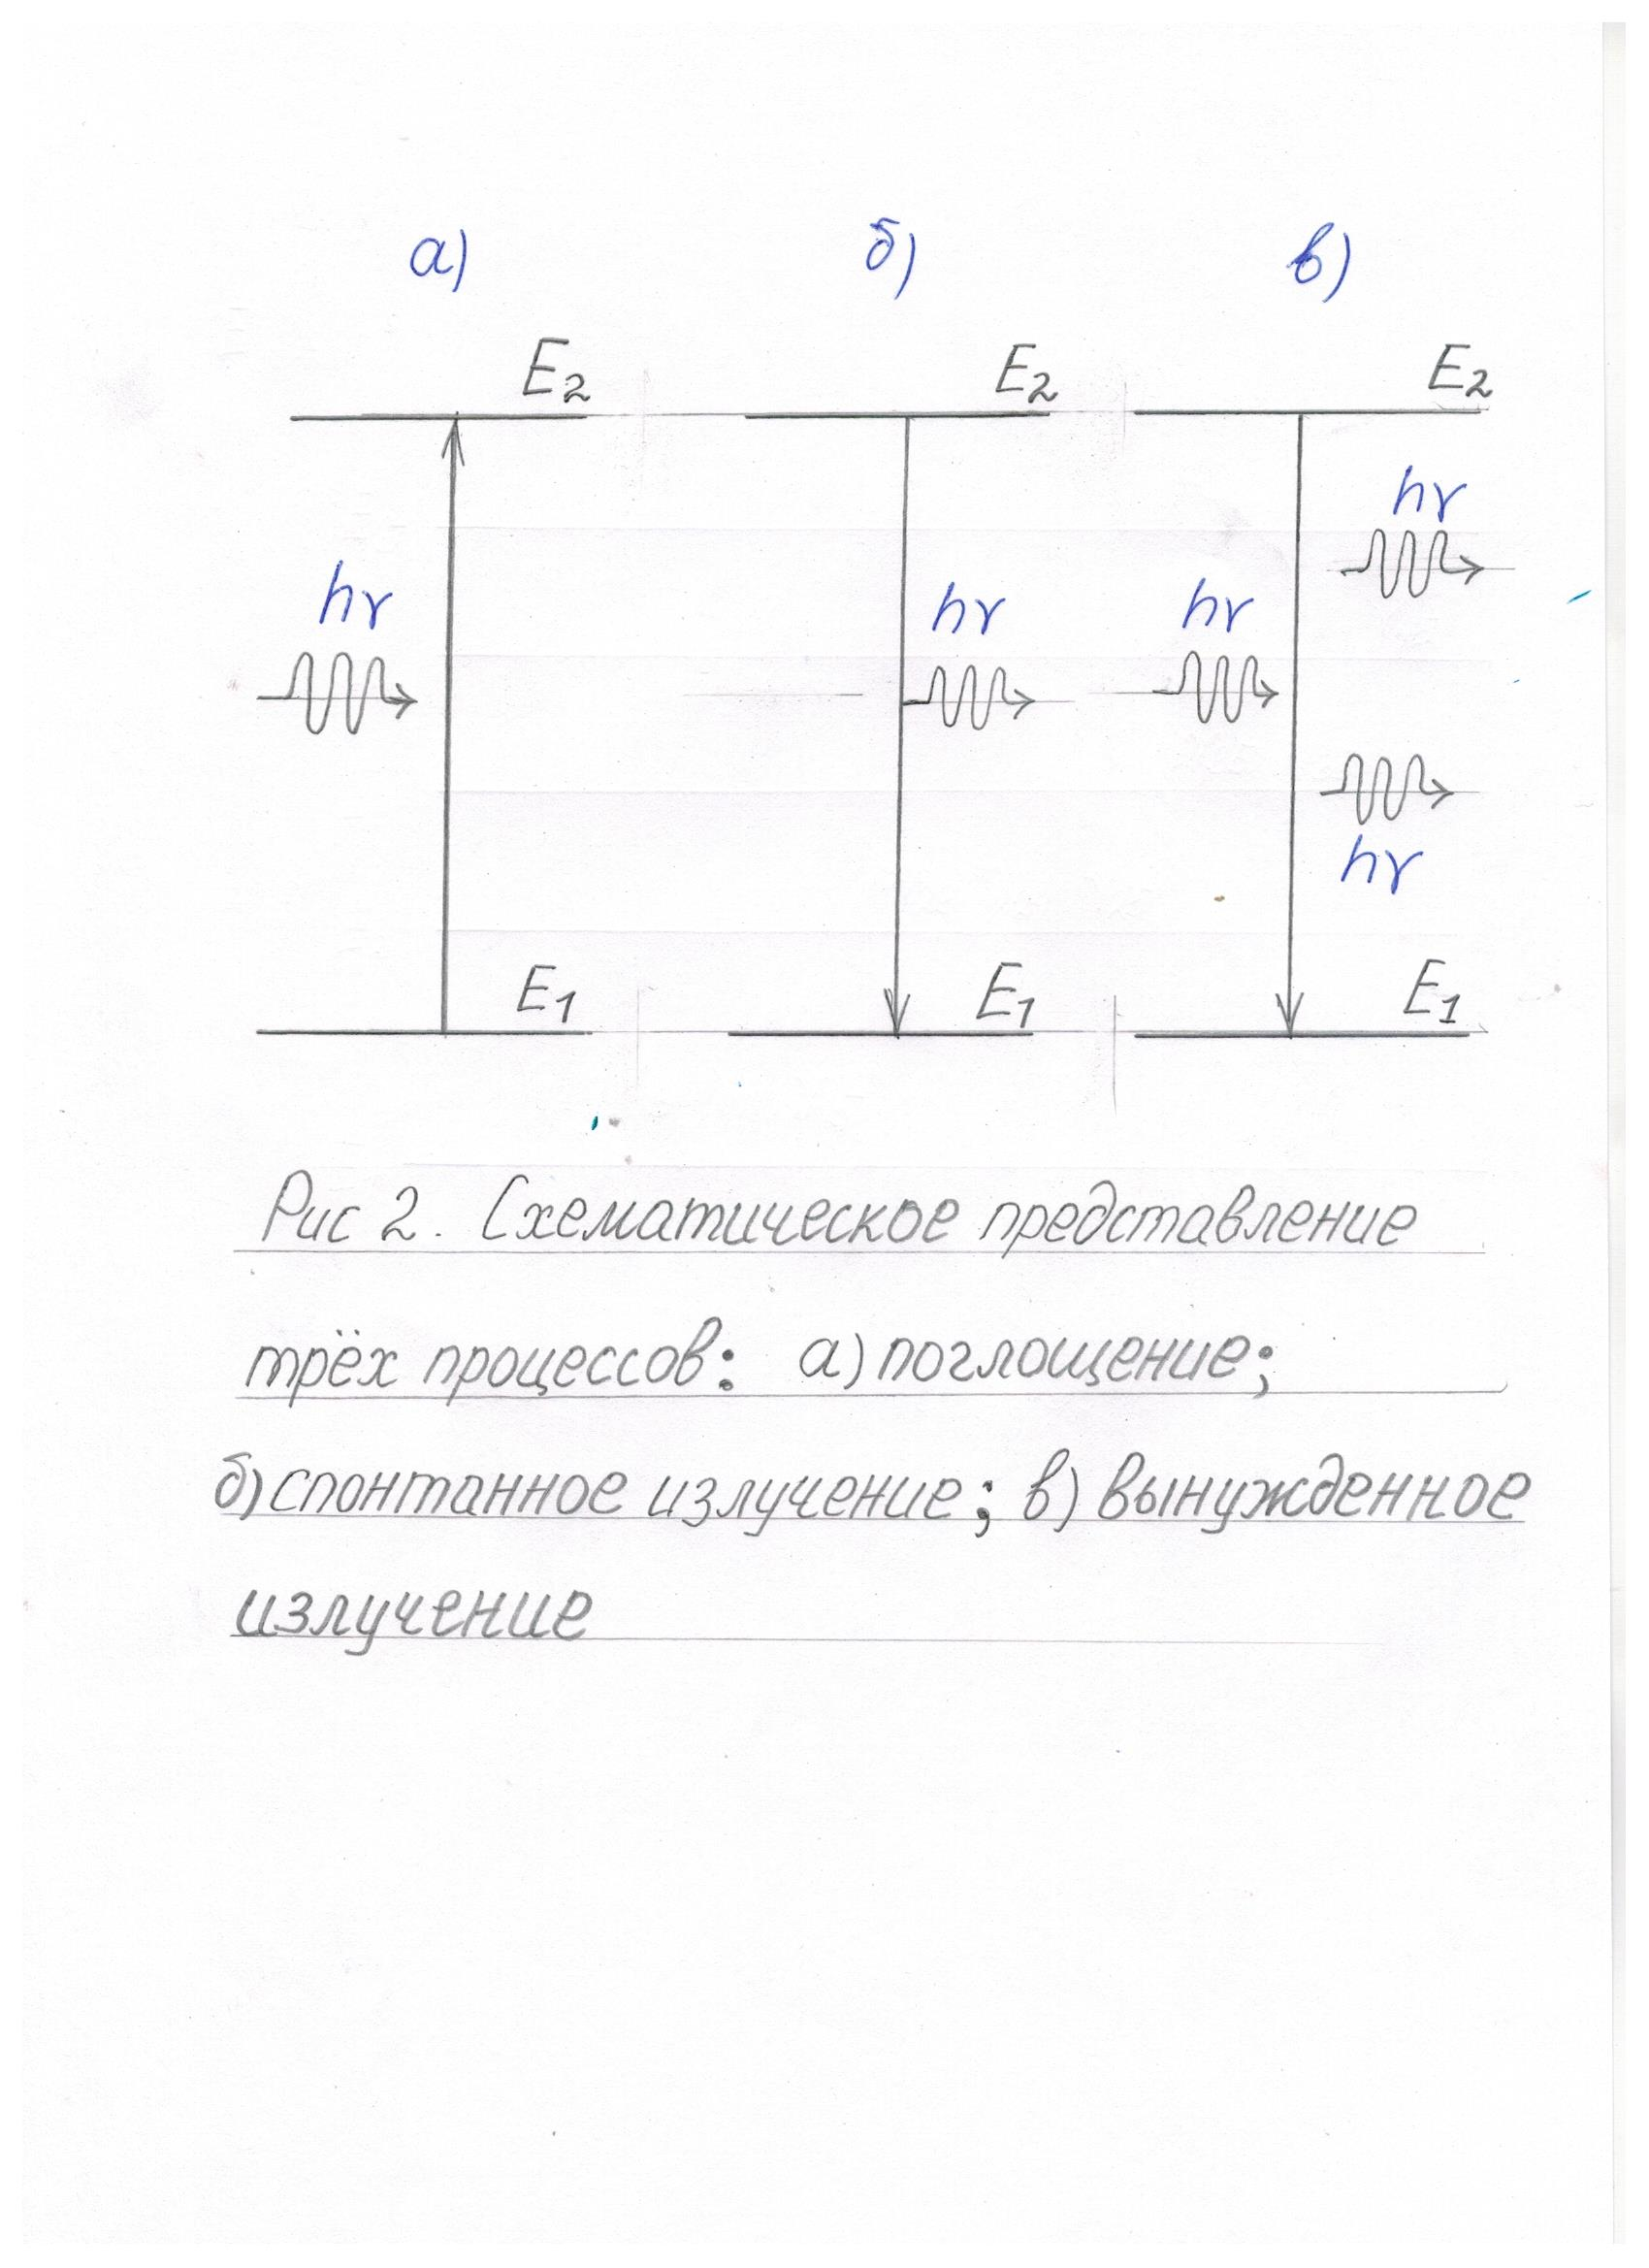 а) б) в)
E2 E2 E2
hγ
hγ hγ hγ
hγ
E1 E1 E1
Рис 2. Схематическое представление
трёх процессов: а) поглощение;
б) спонтанное излучение; в) вынужденное
излучение